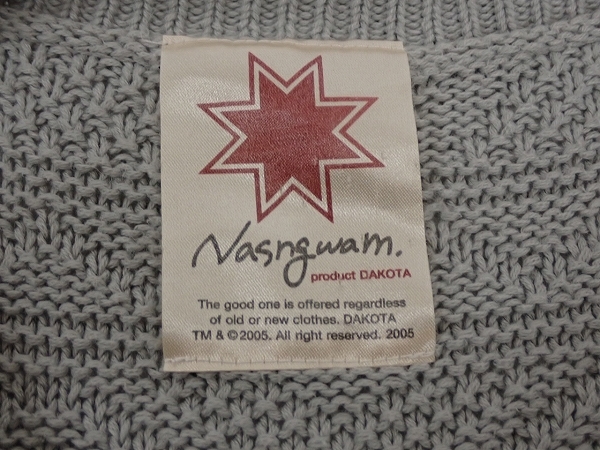 Nasngwam.
product DAKOTA
The good one is offered regardless
of old or new clothes. DAKOTA
TM & ©2005. All right reserved. 2005